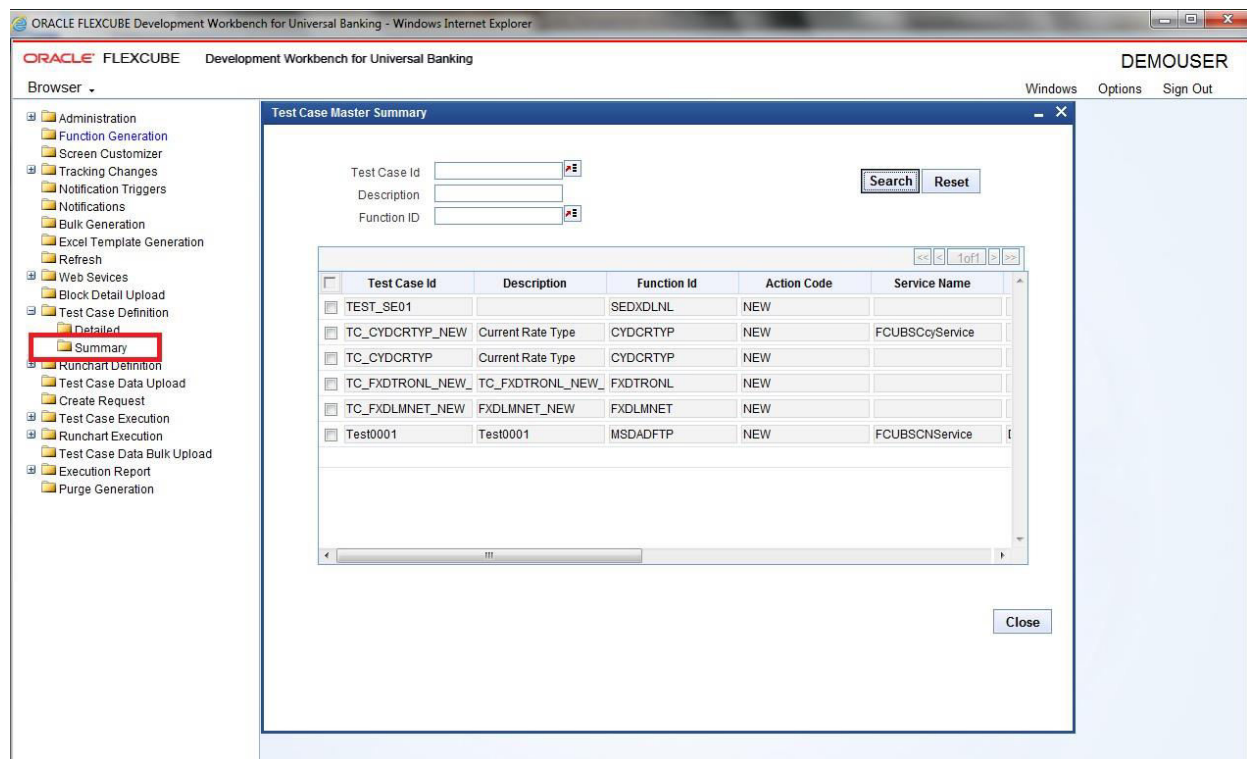 ORACLE FLEXCUBE Development Workbench for Universal Banking - Windows Internet Explorer
ORACLE FLEXCUBE Development Workbench for Universal Banking
DEMOUSER
Browser
Windows Options Sign Out
Administration
Function Generation
Screen Customizer
Tracking Changes
Notification Triggers
Notifications
Bulk Generation
Excel Template Generation
Refresh
Web Sevices
Block Detail Upload
Test Case Definition
Detailed
Summary
Runchart Definition
Test Case Data Upload
Create Request
Test Case Execution
Runchart Execution
Test Case Data Bulk Upload
Execution Report
Purge Generation
Test Case Master Summary
Test Case Id
Description
Function ID
Search Reset
<< < 1of1 > >>
Test Case Id Description Function Id Action Code Service Name
TEST_SE01 SEDXDLNL NEW
TC_CYDCRTYP_NEW Current Rate Type CYDCRTYP NEW FCUBSCcyService
TC_CYDCRTYP Current Rate Type CYDCRTYP NEW
TC_FXDTRONL_NEW_ TC_FXDTRONL_NEW_ FXDTRONL NEW
TC_FXDLMNET_NEW FXDLMNET_NEW FXDLMNET NEW
Test0001 Test0001 MSDADFTP NEW FCUBSCNService
Close